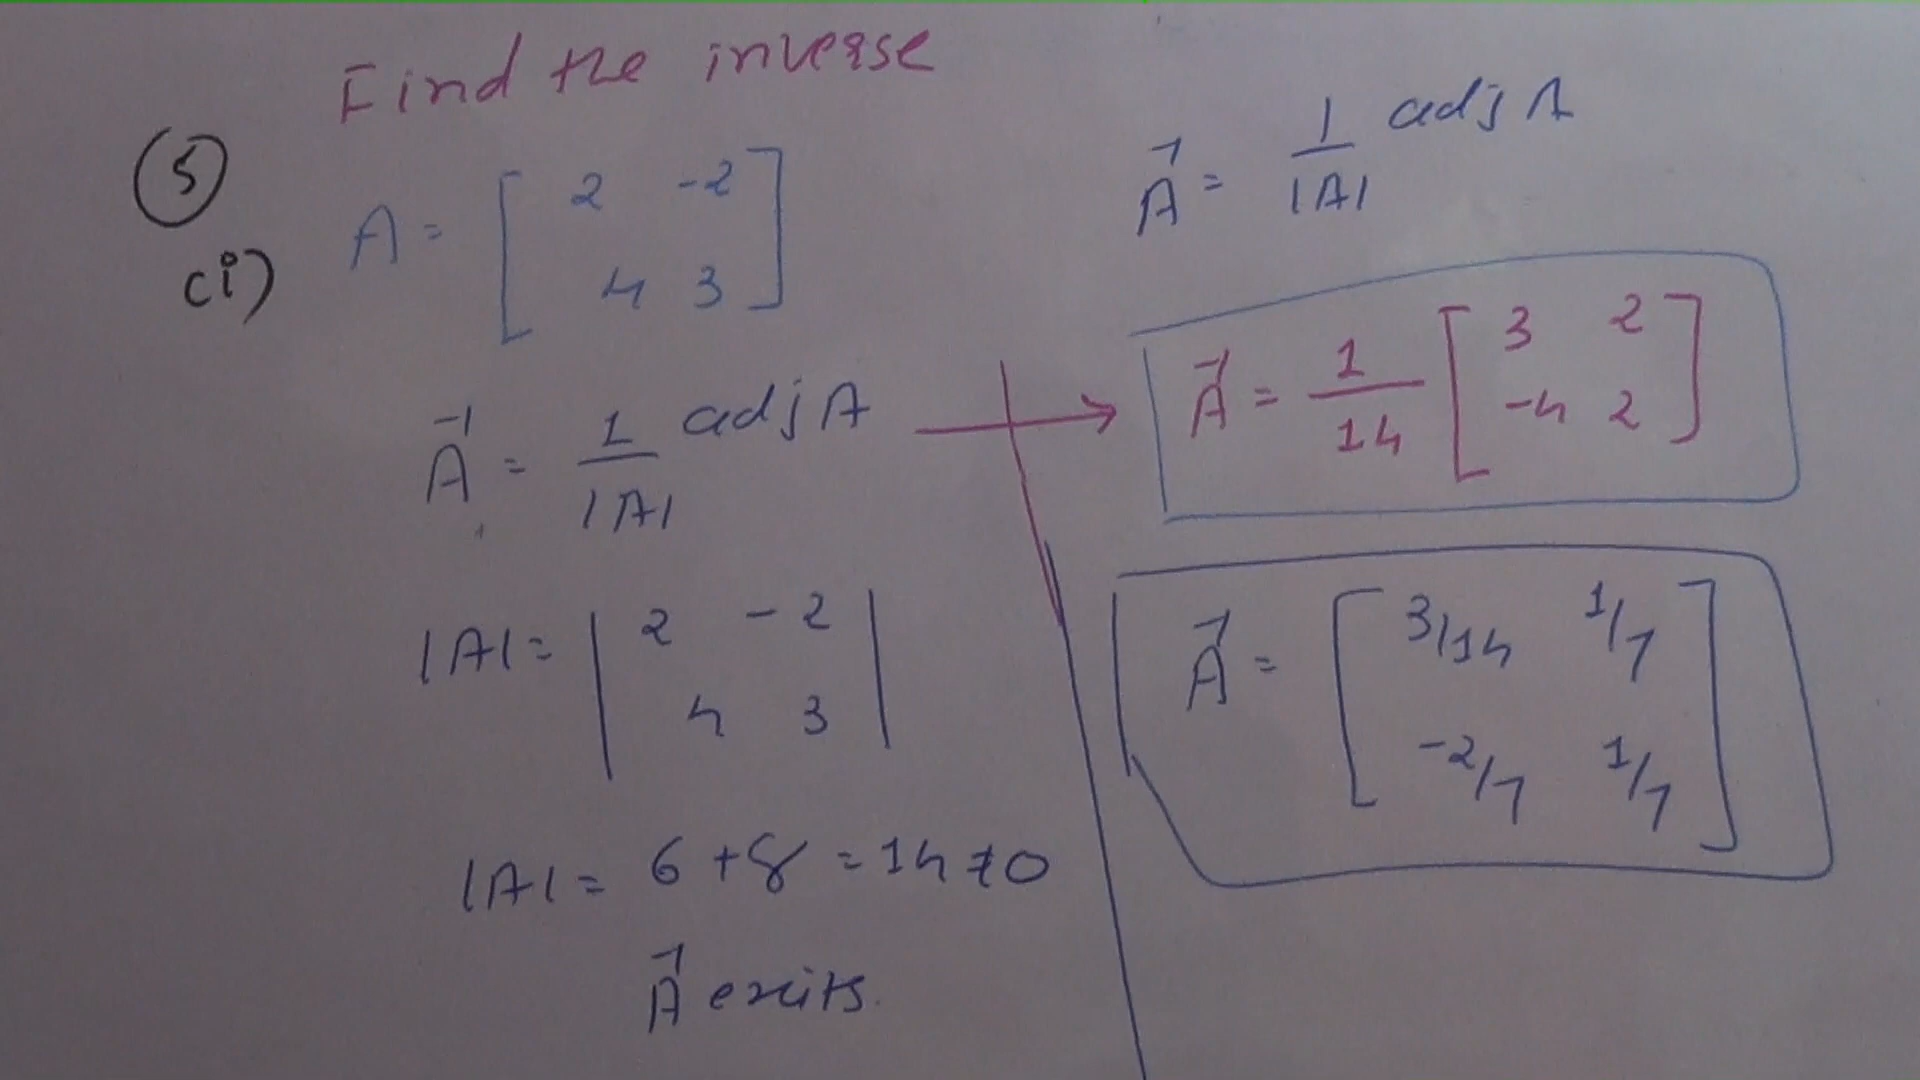 Find the inverse
(5)
(i)
A = [ 2 -2
4 3 ]
A⁻¹ = 1/|A| adj A
|A| = | 2 -2
4 3 |
|A| = 6 + 8 = 14 ≠ 0
A⁻¹ exits.
A⁻¹ = 1/|A| adj A
A⁻¹ = 1/14 [ 3 2
-4 2 ]
A⁻¹ = [ 3/14 1/7
-2/7 1/7 ]